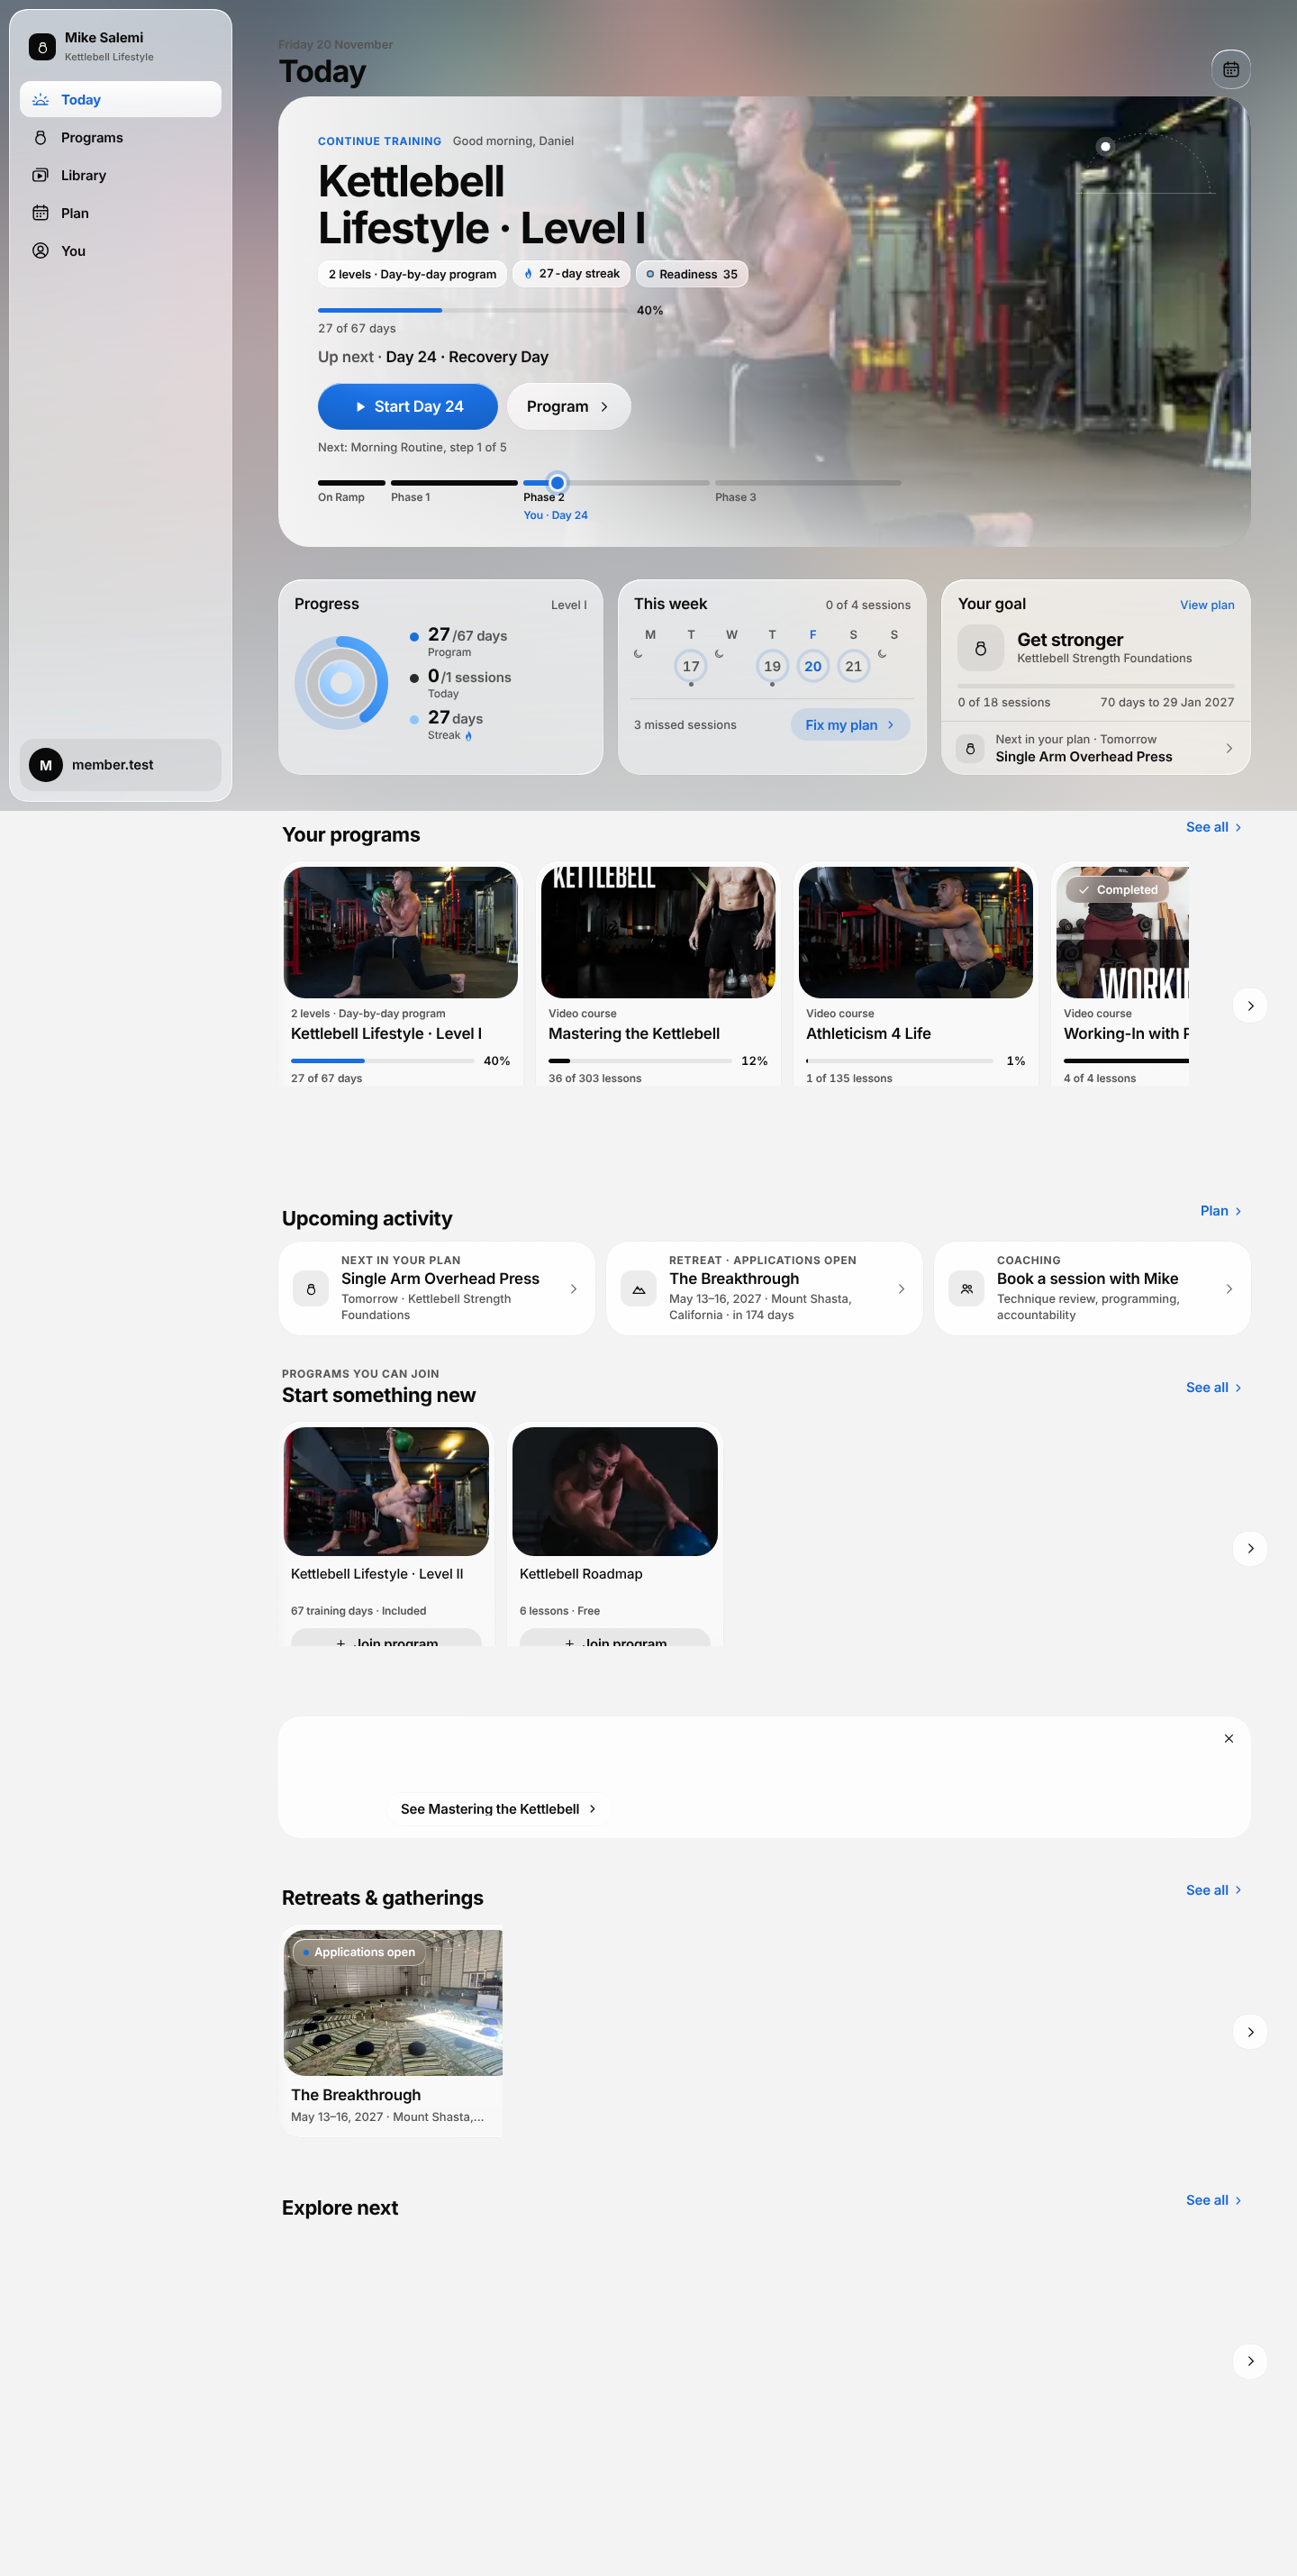 Mike Salemi
Kettlebell Lifestyle
Today
Programs
Library
Plan
You
M
member.test
Friday 20 November
Today
CONTINUE TRAINING Good morning, Daniel
Kettlebell
Lifestyle · Level I
2 levels · Day-by-day program
27-day streak
Readiness 35
40%
27 of 67 days
Up next · Day 24 · Recovery Day
Start Day 24
Program
Next: Morning Routine, step 1 of 5
On Ramp
Phase 1
Phase 2
Phase 3
You · Day 24
Progress
Level I
27/67 days
Program
0/1 sessions
Today
27 days
Streak
This week
0 of 4 sessions
M T W T F S S
17 19 20 21
3 missed sessions
Fix my plan
Your goal
View plan
Get stronger
Kettlebell Strength Foundations
0 of 18 sessions
70 days to 29 Jan 2027
Next in your plan · Tomorrow
Single Arm Overhead Press
Your programs
See all
2 levels · Day-by-day program
Kettlebell Lifestyle · Level I
40%
27 of 67 days
KETTLEBELL
Video course
Mastering the Kettlebell
12%
36 of 303 lessons
Video course
Athleticism 4 Life
1%
1 of 135 lessons
Completed
WORKIN
Video course
Working-In with
4 of 4 lessons
Upcoming activity
Plan
NEXT IN YOUR PLAN
Single Arm Overhead Press
Tomorrow · Kettlebell Strength
Foundations
RETREAT · APPLICATIONS OPEN
The Breakthrough
May 13–16, 2027 · Mount Shasta,
California · in 174 days
COACHING
Book a session with Mike
Technique review, programming,
accountability
PROGRAMS YOU CAN JOIN
Start something new
See all
Kettlebell Lifestyle · Level II
67 training days · Included
Join program
Kettlebell Roadmap
6 lessons · Free
Join program
See Mastering the Kettlebell
Retreats & gatherings
See all
Applications open
The Breakthrough
May 13–16, 2027 · Mount Shasta,...
Explore next
See all